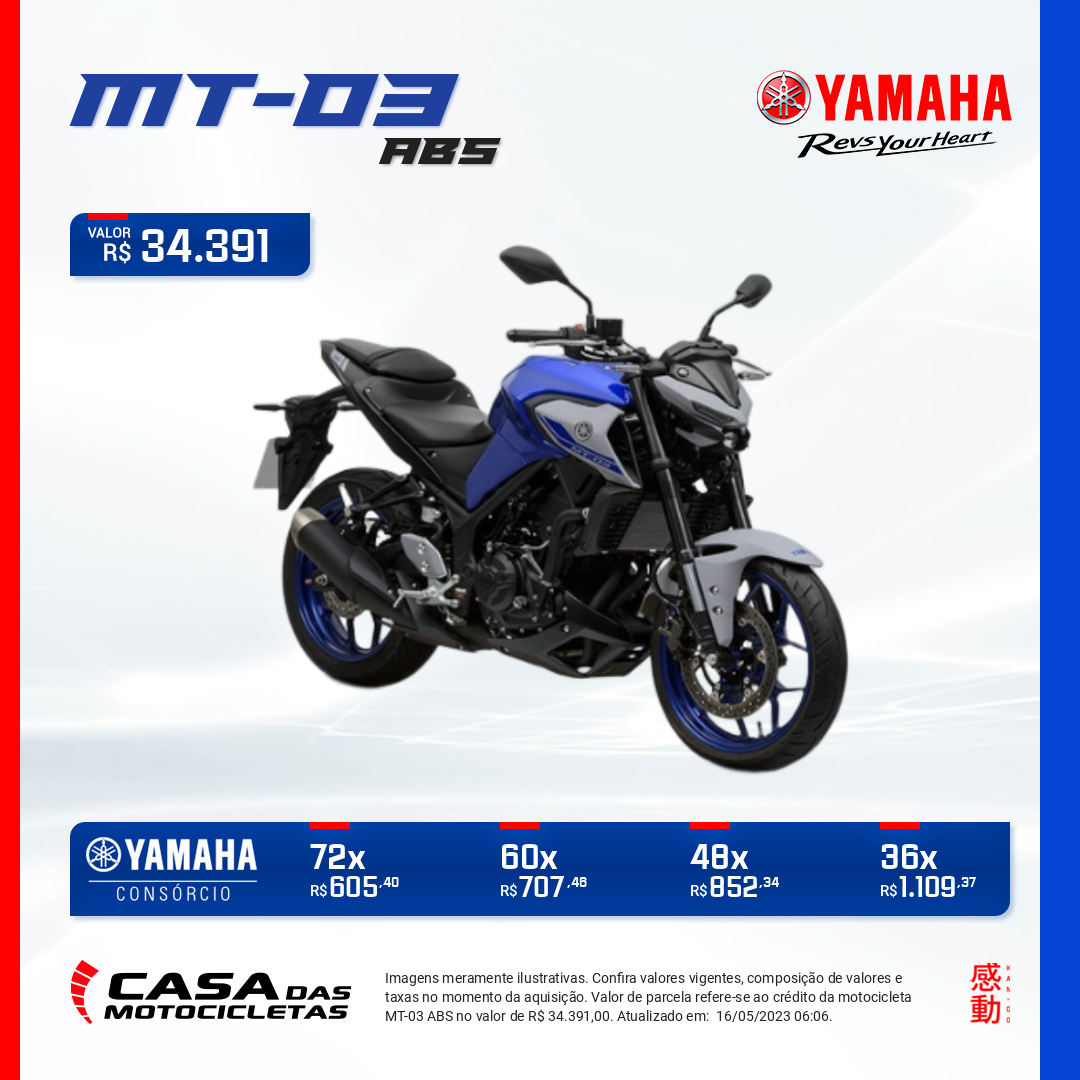 MT-03
ABS
YAMAHA
Revs Your Heart
VALOR
R$ 34.391
MT-03
YAMAHA
CONSÓRCIO
72x
R$ 605,40
60x
R$ 707,48
48x
R$ 852,34
36x
R$ 1.109,37
CASA DAS
MOTOCICLETAS
Imagens meramente ilustrativas. Confira valores vigentes, composição de valores e
taxas no momento da aquisição. Valor de parcela refere-se ao crédito da motocicleta
MT-03 ABS no valor de R$ 34.391,00. Atualizado em: 16/05/2023 06:06.
感動